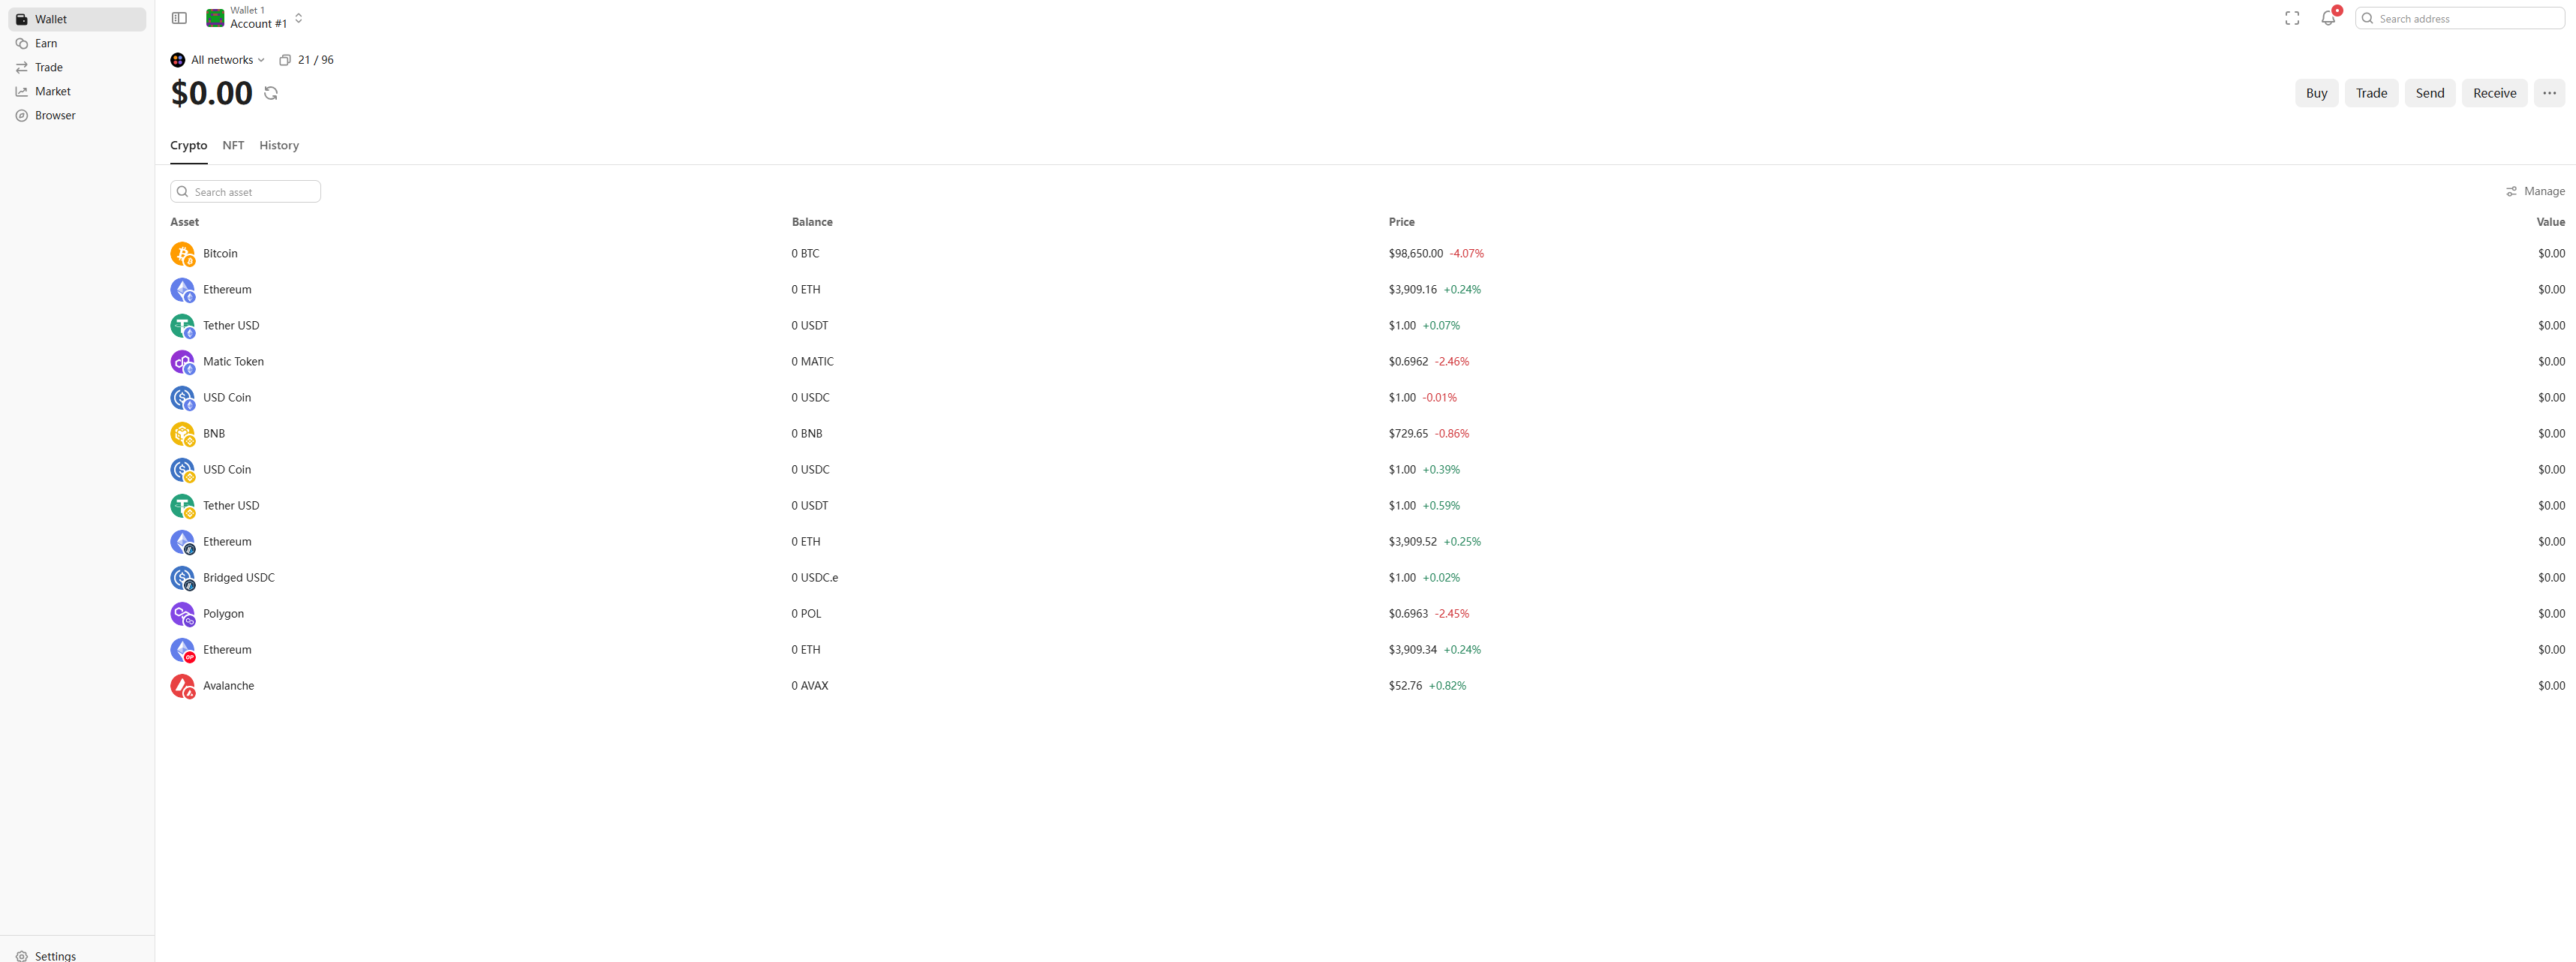 Wallet
Earn
Trade
Market
Browser
Settings
Wallet 1
Account #1
Search address
All networks
21 / 96
$0.00
Buy
Trade
Send
Receive
Crypto NFT History
Search asset
Manage
Asset Balance Price Value
Bitcoin 0 BTC $98,650.00 -4.07% $0.00
Ethereum 0 ETH $3,909.16 +0.24% $0.00
Tether USD 0 USDT $1.00 +0.07% $0.00
Matic Token 0 MATIC $0.6962 -2.46% $0.00
USD Coin 0 USDC $1.00 -0.01% $0.00
BNB 0 BNB $729.65 -0.86% $0.00
USD Coin 0 USDC $1.00 +0.39% $0.00
Tether USD 0 USDT $1.00 +0.59% $0.00
Ethereum 0 ETH $3,909.52 +0.25% $0.00
Bridged USDC 0 USDC.e $1.00 +0.02% $0.00
Polygon 0 POL $0.6963 -2.45% $0.00
Ethereum 0 ETH $3,909.34 +0.24% $0.00
Avalanche 0 AVAX $52.76 +0.82% $0.00